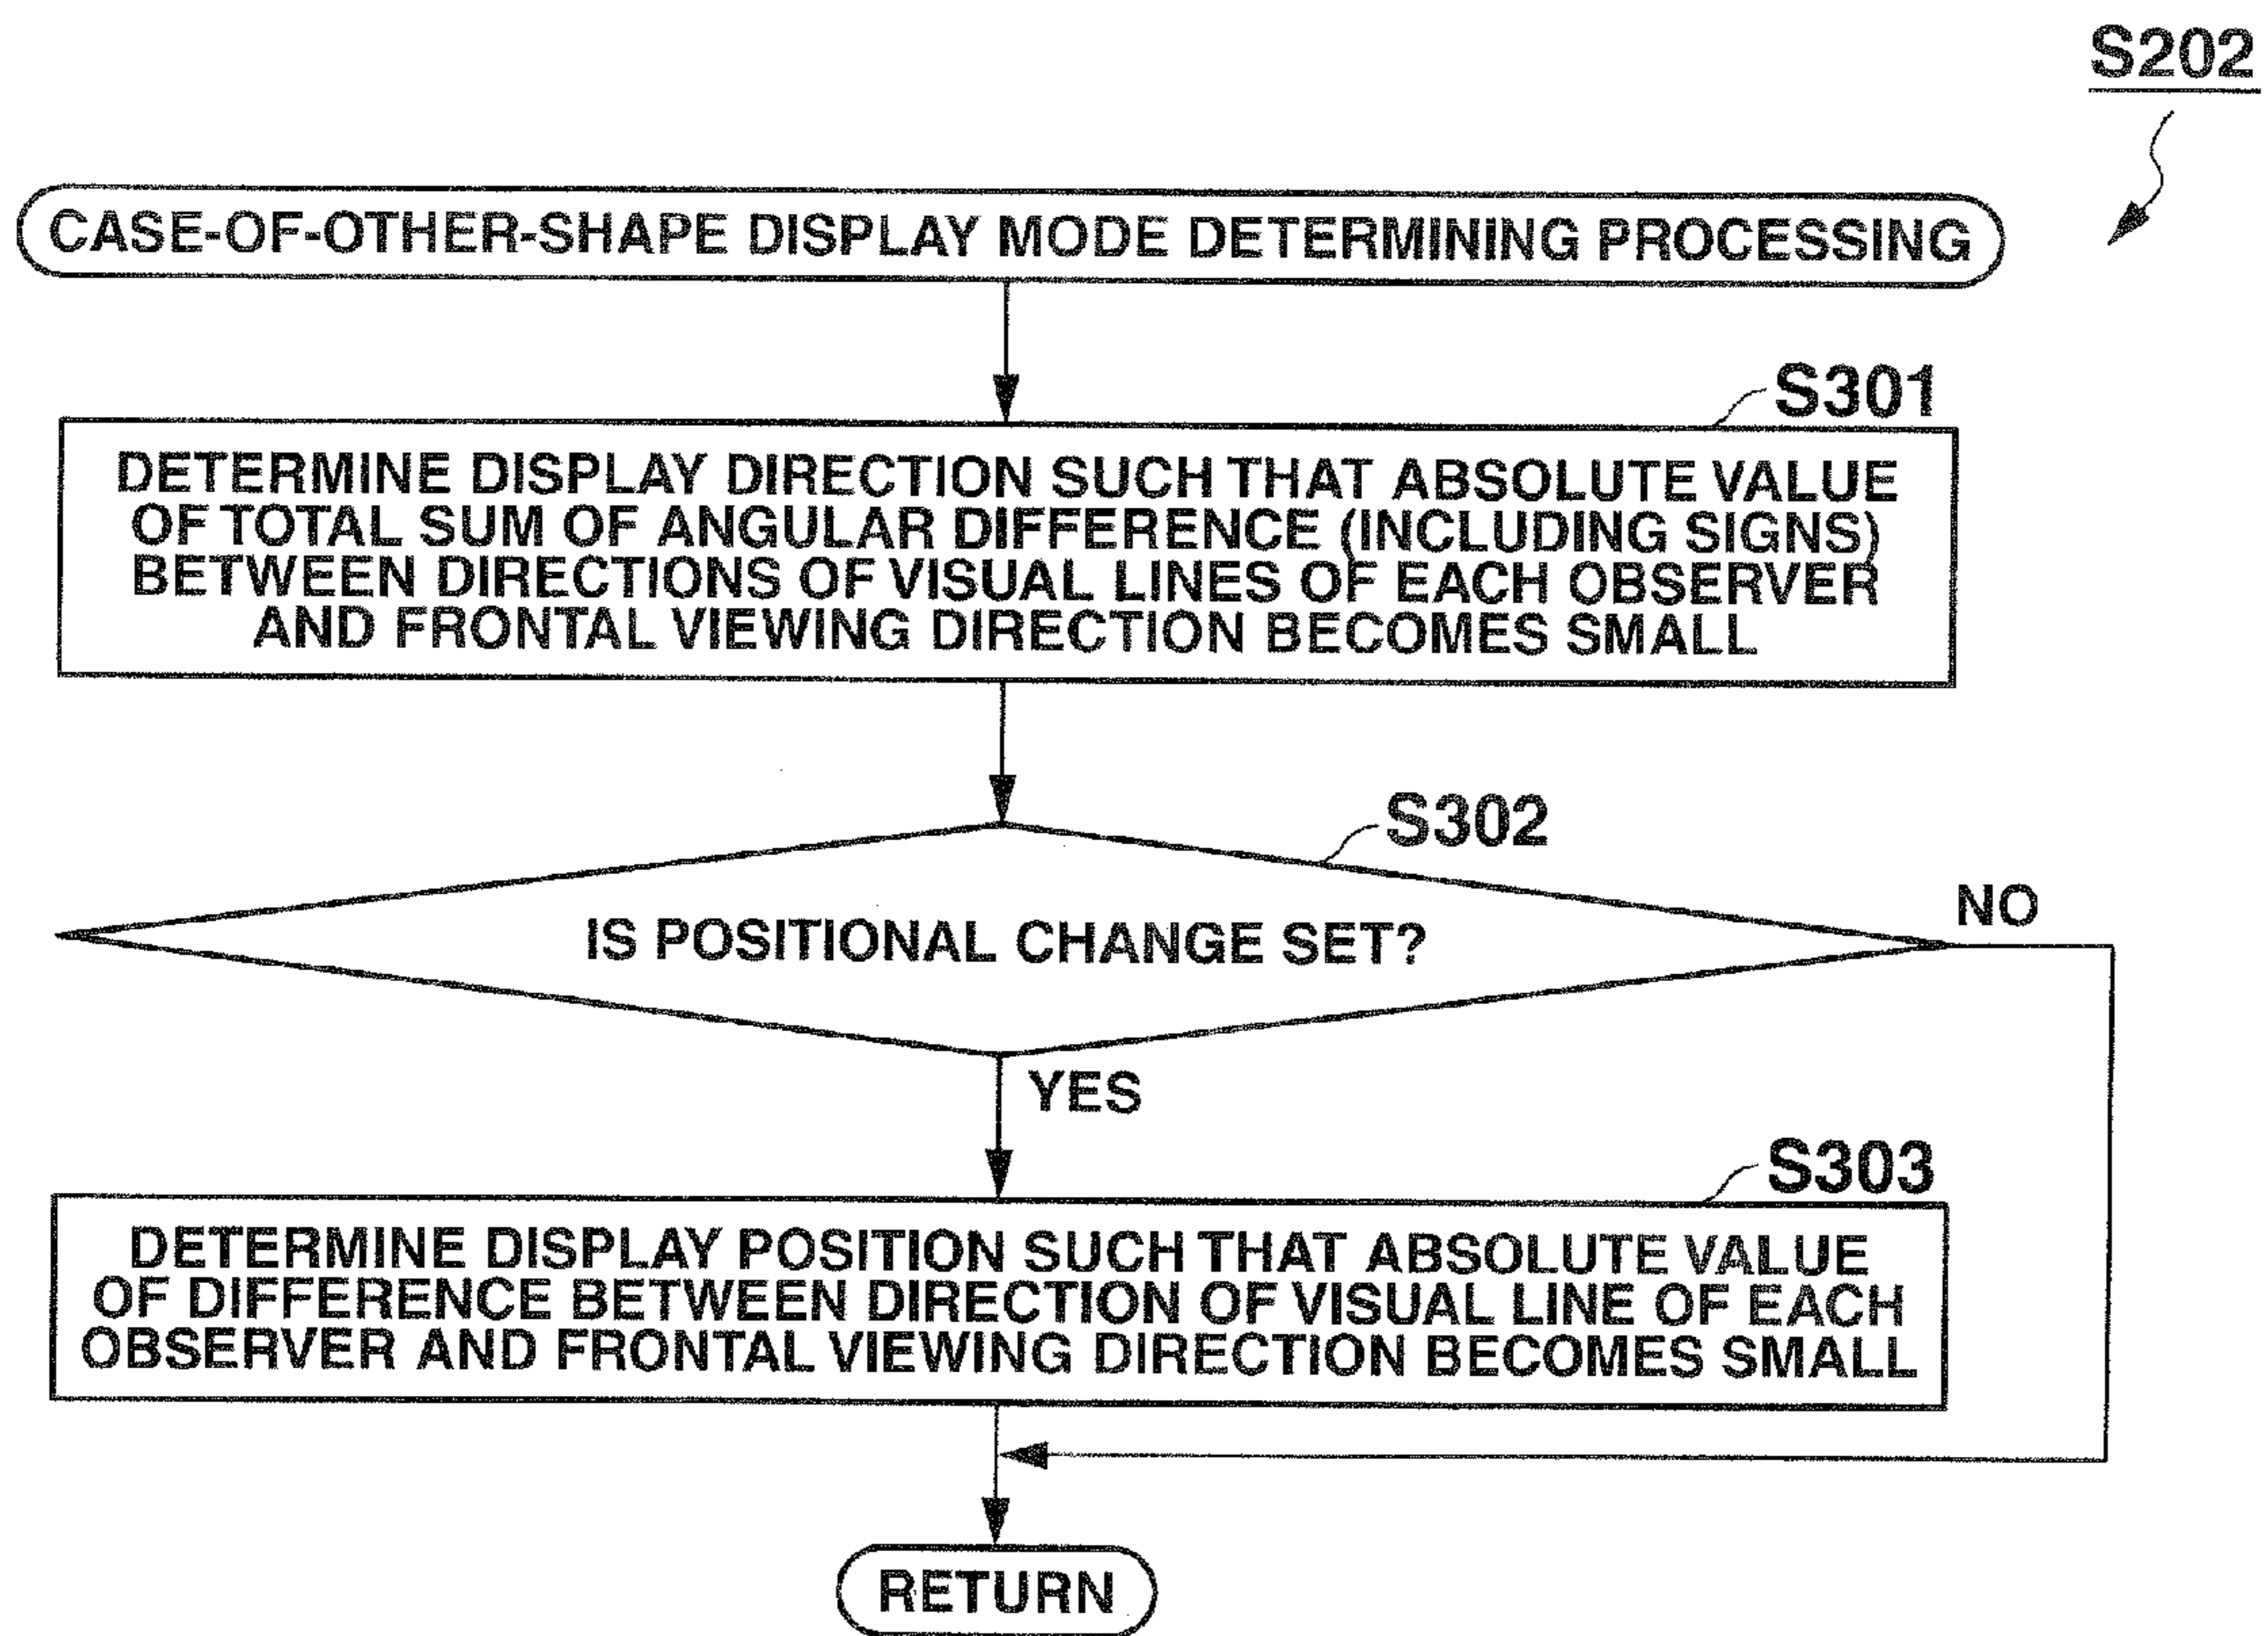 S202
CASE-OF-OTHER-SHAPE DISPLAY MODE DETERMINING PROCESSING
S301
DETERMINE DISPLAY DIRECTION SUCH THAT ABSOLUTE VALUE
OF TOTAL SUM OF ANGULAR DIFFERENCE (INCLUDING SIGNS)
BETWEEN DIRECTIONS OF VISUAL LINES OF EACH OBSERVER
AND FRONTAL VIEWING DIRECTION BECOMES SMALL
S302
NO
IS POSITIONAL CHANGE SET?
YES
S303
DETERMINE DISPLAY POSITION SUCH THAT ABSOLUTE VALUE
OF DIFFERENCE BETWEEN DIRECTION OF VISUAL LINE OF EACH
OBSERVER AND FRONTAL VIEWING DIRECTION BECOMES SMALL
RETURN